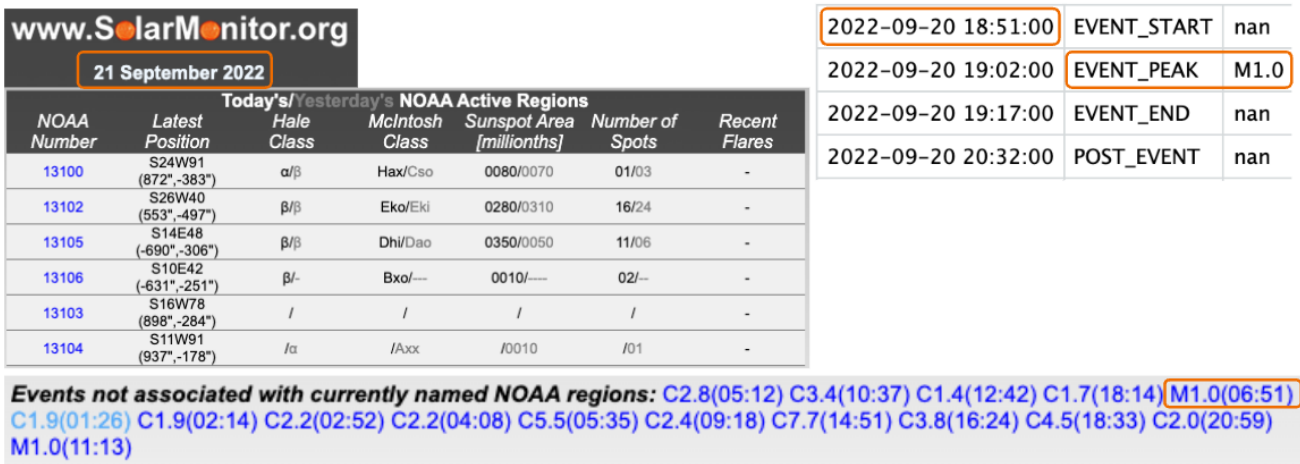 www.SolarMonitor.org
21 September 2022
Today's/Yesterday's NOAA Active Regions
NOAA Number Latest Position Hale Class McIntosh Class Sunspot Area [millionths] Number of Spots Recent Flares
13100 S24W91 (872",-383") α/β Hax/Cso 0080/0070 01/03 -
13102 S26W40 (553",-497") β/β Eko/Eki 0280/0310 16/24 -
13105 S14E48 (-690",-306") β/β Dhi/Dao 0350/0050 11/06 -
13106 S10E42 (-631",-251") β/- Bxo/--- 0010/---- 02/-- -
13103 S16W78 (898",-284") / / / / -
13104 S11W91 (937",-178") /α /Axx /0010 /01 -
2022-09-20 18:51:00 EVENT_START nan
2022-09-20 19:02:00 EVENT_PEAK M1.0
2022-09-20 19:17:00 EVENT_END nan
2022-09-20 20:32:00 POST_EVENT nan
Events not associated with currently named NOAA regions: C2.8(05:12) C3.4(10:37) C1.4(12:42) C1.7(18:14) M1.0(06:51)
C1.9(01:26) C1.9(02:14) C2.2(02:52) C2.2(04:08) C5.5(05:35) C2.4(09:18) C7.7(14:51) C3.8(16:24) C4.5(18:33) C2.0(20:59)
M1.0(11:13)